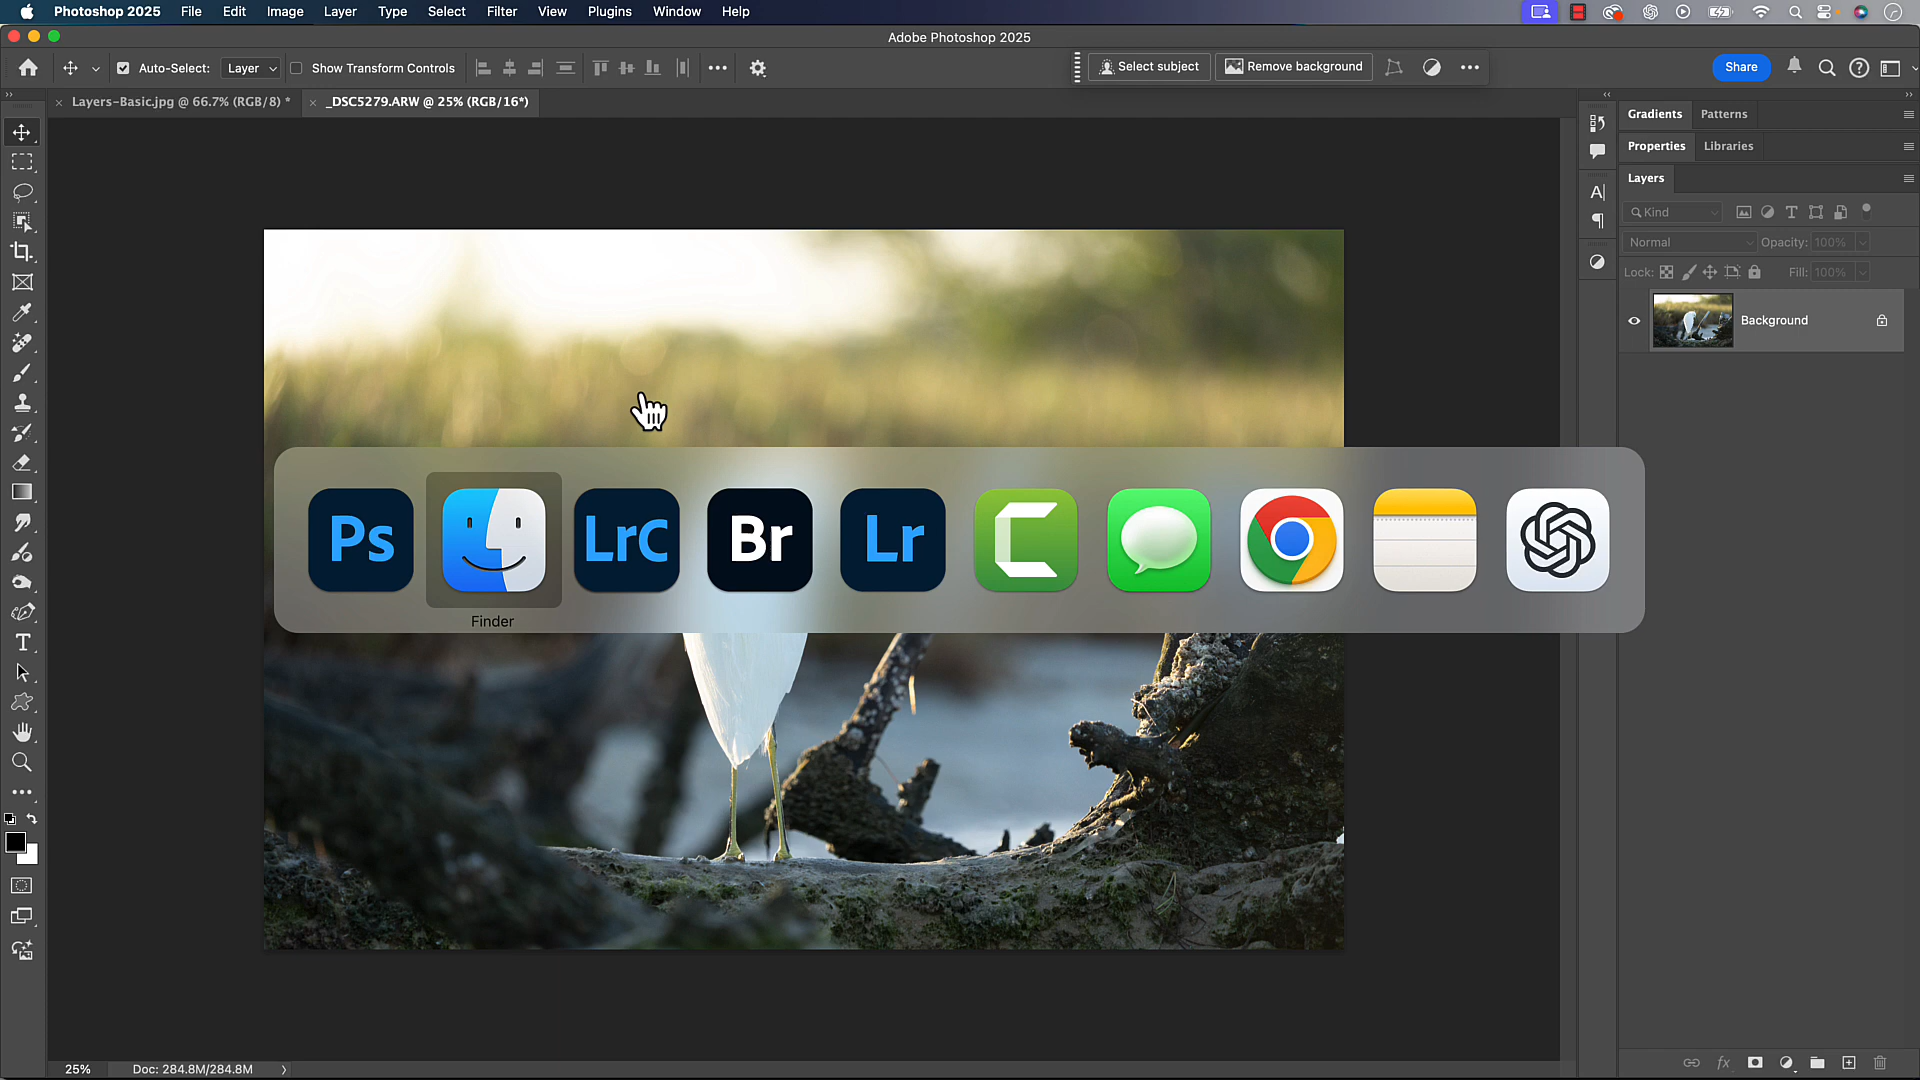 Photoshop 2025 File Edit Image Layer Type Select Filter View Plugins Window Help
Adobe Photoshop 2025
Auto-Select: Layer Show Transform Controls
Select subject Remove background
Share
Layers-Basic.jpg @ 66.7% (RGB/8) *
_DSC5279.ARW @ 25% (RGB/16*)
Gradients Patterns
Properties Libraries
Layers
Kind
Normal Opacity: 100%
Lock: Fill: 100%
Background
Ps LrC Br Lr
Finder
25% Doc: 284.8M/284.8M